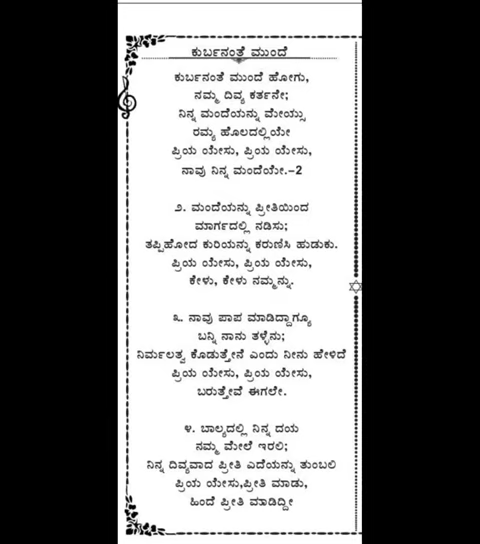 ಕುರ್ಬನಂತೆ ಮುಂದೆ
ಕುರ್ಬನಂತೆ ಮುಂದೆ ಹೋಗು,
ನಮ್ಮ ದಿವ್ಯ ಕರ್ತನೇ;
ನಿನ್ನ ಮಂದೆಯನ್ನು ಮೇಯ್ಸು
ರಮ್ಯ ಹೊಲದಲ್ಲಿಯೇ
ಪ್ರಿಯ ಯೇಸು, ಪ್ರಿಯ ಯೇಸು,
ನಾವು ನಿನ್ನ ಮಂದೆಯೇ.-2
೨. ಮಂದೆಯನ್ನು ಪ್ರೀತಿಯಿಂದ
ಮಾರ್ಗದಲ್ಲಿ ನಡಿಸು;
ತಪ್ಪಿಹೋದ ಕುರಿಯನ್ನು ಕರುಣಿಸಿ ಹುಡುಕು.
ಪ್ರಿಯ ಯೇಸು, ಪ್ರಿಯ ಯೇಸು,
ಕೇಳು, ಕೇಳು ನಮ್ಮನ್ನು.
೩. ನಾವು ಪಾಪ ಮಾಡಿದ್ದಾಗ್ಯೂ
ಬನ್ನಿ ನಾನು ತಳ್ಳೆನು;
ನಿರ್ಮಲತ್ವ ಕೊಡುತ್ತೇನೆ ಎಂದು ನೀನು ಹೇಳಿದೆ
ಪ್ರಿಯ ಯೇಸು, ಪ್ರಿಯ ಯೇಸು,
ಬರುತ್ತೇವೆ ಈಗಲೇ.
೪. ಬಾಲ್ಯದಲ್ಲಿ ನಿನ್ನ ದಯ
ನಮ್ಮ ಮೇಲೆ ಇರಲಿ;
ನಿನ್ನ ದಿವ್ಯವಾದ ಪ್ರೀತಿ ಎದೆಯನ್ನು ತುಂಬಲಿ
ಪ್ರಿಯ ಯೇಸು,ಪ್ರೀತಿ ಮಾಡು,
ಹಿಂದೆ ಪ್ರೀತಿ ಮಾಡಿದ್ದೀ